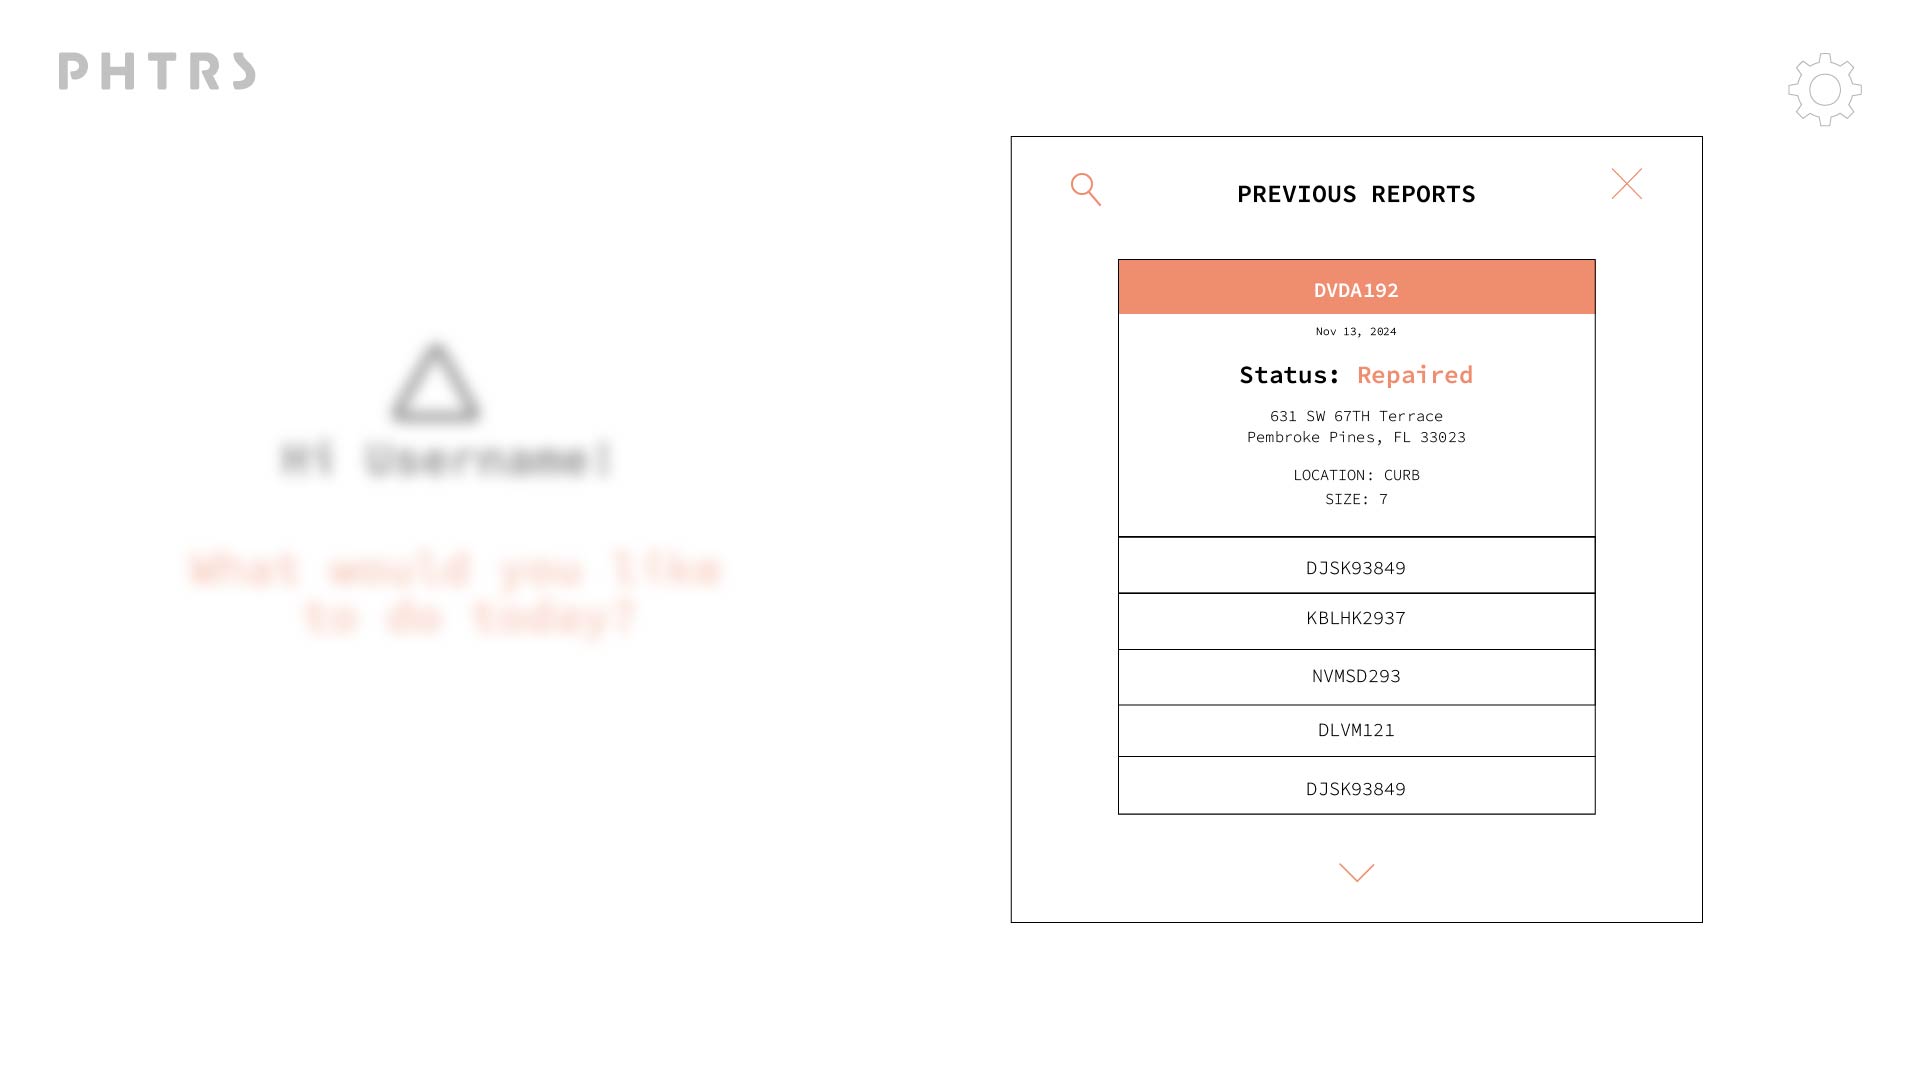 PHTRS
Hi Username!
What would you like
to do today?
PREVIOUS REPORTS
DVDA192
Nov 13, 2024
Status: Repaired
631 SW 67TH Terrace
Pembroke Pines, FL 33023
LOCATION: CURB
SIZE: 7
DJSK93849
KBLHK2937
NVMSD293
DLVM121
DJSK93849